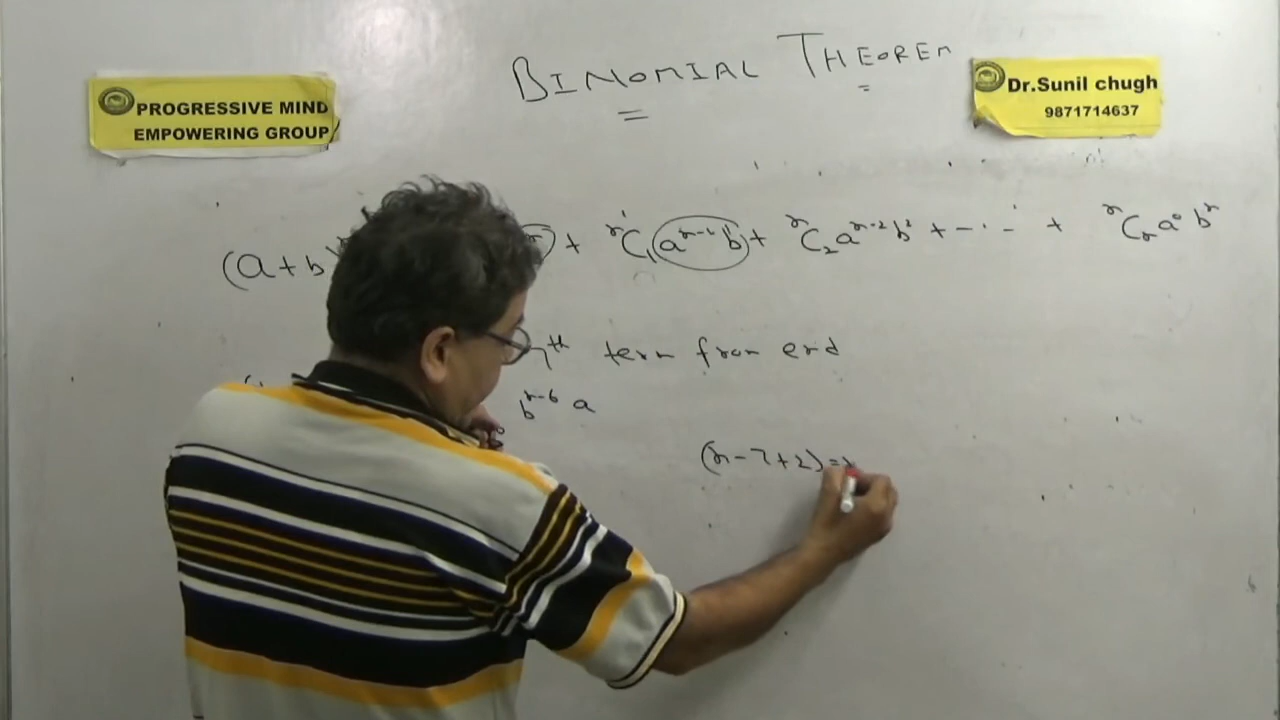 BINOMIAL THEOREM
PROGRESSIVE MIND
EMPOWERING GROUP
Dr.Sunil chugh
9871714637
(a+b) + ⁿC₁ aⁿ⁻¹ b¹ + ⁿC₂ aⁿ⁻² b² + ----- + ⁿCₙ a⁰ bⁿ
7th term from end
bⁿ⁻⁶ a
(n-7+2) =